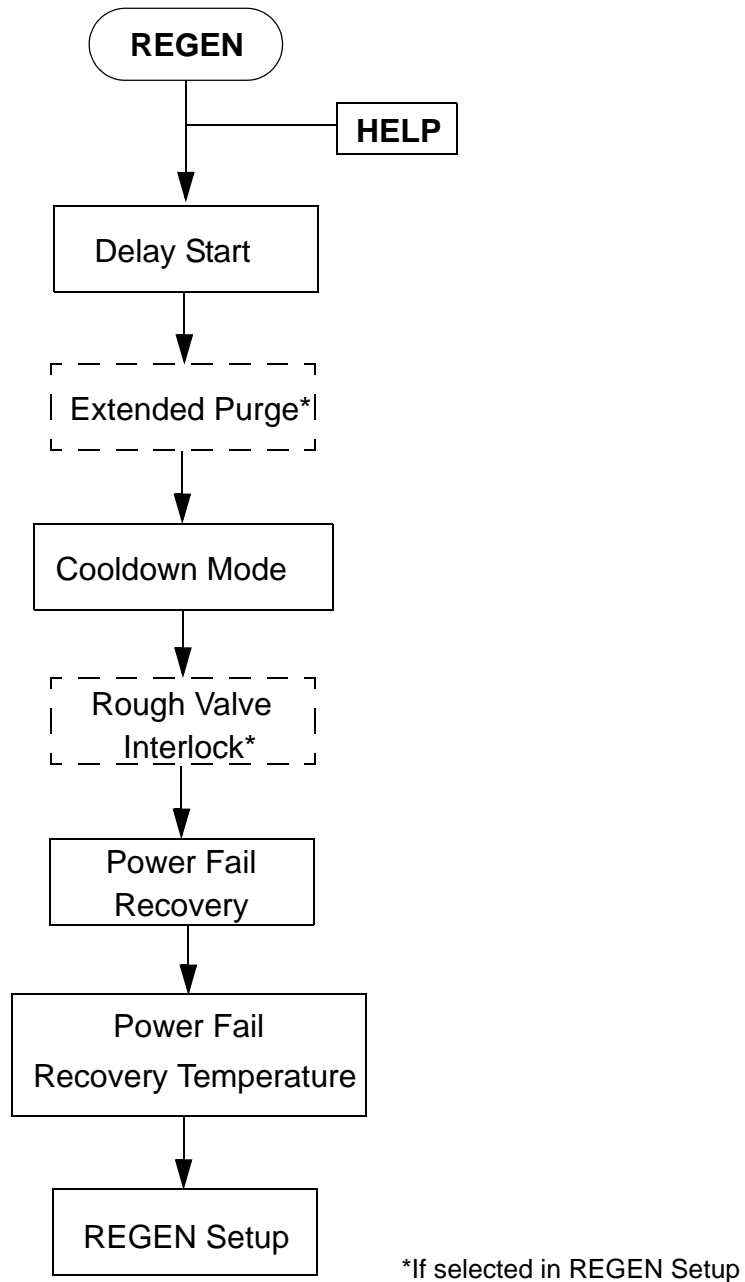 REGEN
HELP
Delay Start
Extended Purge*
Cooldown Mode
Rough Valve
Interlock*
Power Fail
Recovery
Power Fail
Recovery Temperature
REGEN Setup
*If selected in REGEN Setup